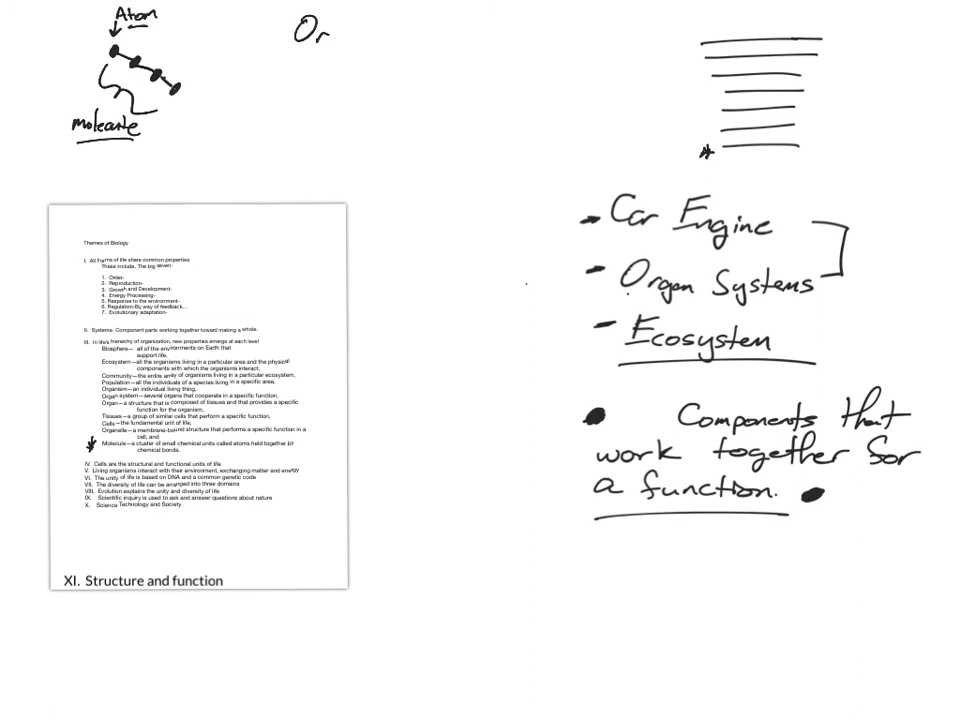 Atom
Or
Molecule
Themes of Biology
I. All Forms of life share common properties
These include, The big seven:
1. Order-
2. Reproduction-
3. Growth and Development-
4. Energy Processing-
5. Response to the environment-
6. Regulation-By way of feedback...
7. Evolutionary adaptation-
II. Systems- Component parts working together toward making a whole.
III. In life's hierarchy of organization, new properties emerge at each level
Biosphere— all of the environments on Earth that
support life,
Ecosystem—all the organisms living in a particular area and the physical
components with which the organisms interact,
Community—the entire array of organisms living in a particular ecosystem,
Population—all the individuals of a species living in a specific area,
Organism—an individual living thing,
Organ system—several organs that cooperate in a specific function,
Organ—a structure that is composed of tissues and that provides a specific
function for the organism,
Tissues—a group of similar cells that perform a specific function,
Cells—the fundamental unit of life,
Organelle—a membrane-bound structure that performs a specific function in a
cell, and
Molecule—a cluster of small chemical units called atoms held together by
chemical bonds.
IV. Cells are the structural and functional units of life
V. Living organisms interact with their environment, exchanging matter and energy
VI. The unity of life is based on DNA and a common genetic code
VII. The diversity of life can be arranged into three domains
VIII. Evolution explains the unity and diversity of life
IX. Scientific inquiry is used to ask and answer questions about nature
X. Science Technology and Society
XI. Structure and function
- Car Engine
- Organ Systems
- Ecosystem
• Components that
work together for
a function. •